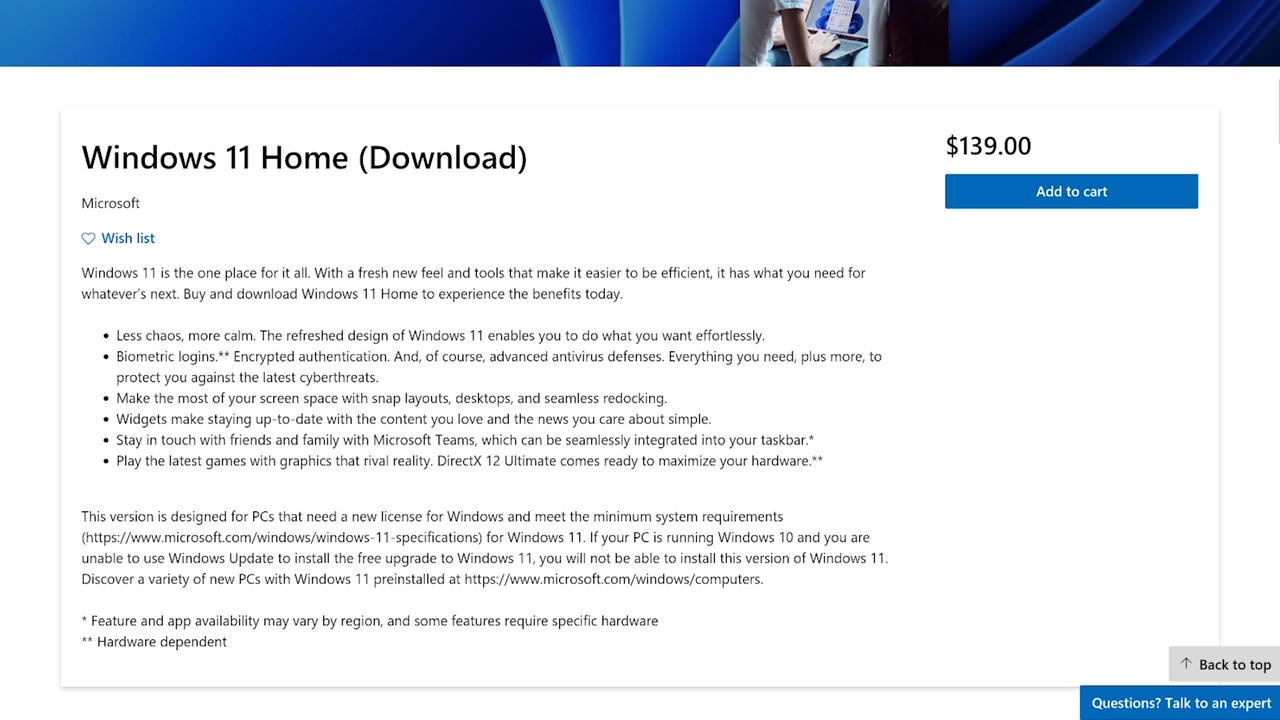 Windows 11 Home (Download)
$139.00
Add to cart
Microsoft
Wish list
Windows 11 is the one place for it all. With a fresh new feel and tools that make it easier to be efficient, it has what you need for
whatever's next. Buy and download Windows 11 Home to experience the benefits today.
• Less chaos, more calm. The refreshed design of Windows 11 enables you to do what you want effortlessly.
• Biometric logins.** Encrypted authentication. And, of course, advanced antivirus defenses. Everything you need, plus more, to
protect you against the latest cyberthreats.
• Make the most of your screen space with snap layouts, desktops, and seamless redocking.
• Widgets make staying up-to-date with the content you love and the news you care about simple.
• Stay in touch with friends and family with Microsoft Teams, which can be seamlessly integrated into your taskbar.*
• Play the latest games with graphics that rival reality. DirectX 12 Ultimate comes ready to maximize your hardware.**
This version is designed for PCs that need a new license for Windows and meet the minimum system requirements
(https://www.microsoft.com/windows/windows-11-specifications) for Windows 11. If your PC is running Windows 10 and you are
unable to use Windows Update to install the free upgrade to Windows 11, you will not be able to install this version of Windows 11.
Discover a variety of new PCs with Windows 11 preinstalled at https://www.microsoft.com/windows/computers.
* Feature and app availability may vary by region, and some features require specific hardware
** Hardware dependent
Back to top
Questions? Talk to an expert